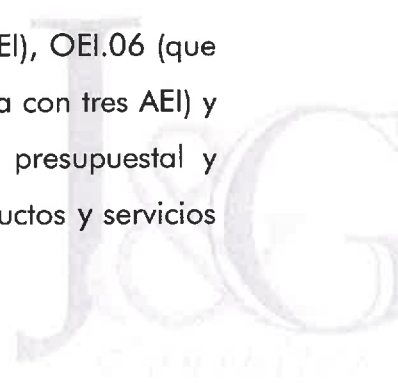 EI), OEI.06 (que
a con tres AEI) y
presupuestal y
uctos y servicios
J&G